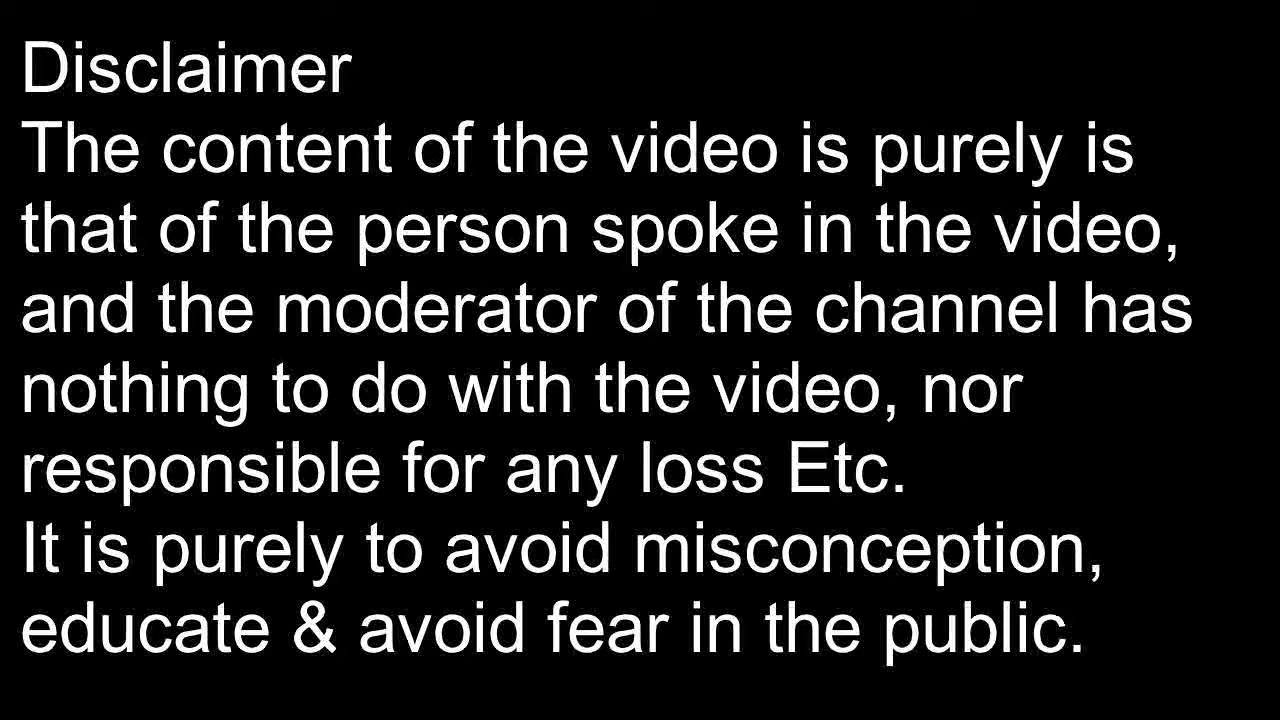 Disclaimer
The content of the video is purely is
that of the person spoke in the video,
and the moderator of the channel has
nothing to do with the video, nor
responsible for any loss Etc.
It is purely to avoid misconception,
educate & avoid fear in the public.